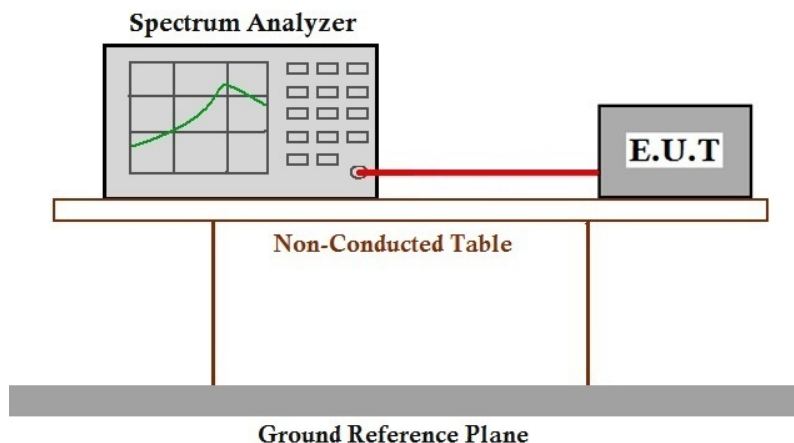 Spectrum Analyzer
E.U.T
Non-Conducted Table
Ground Reference Plane